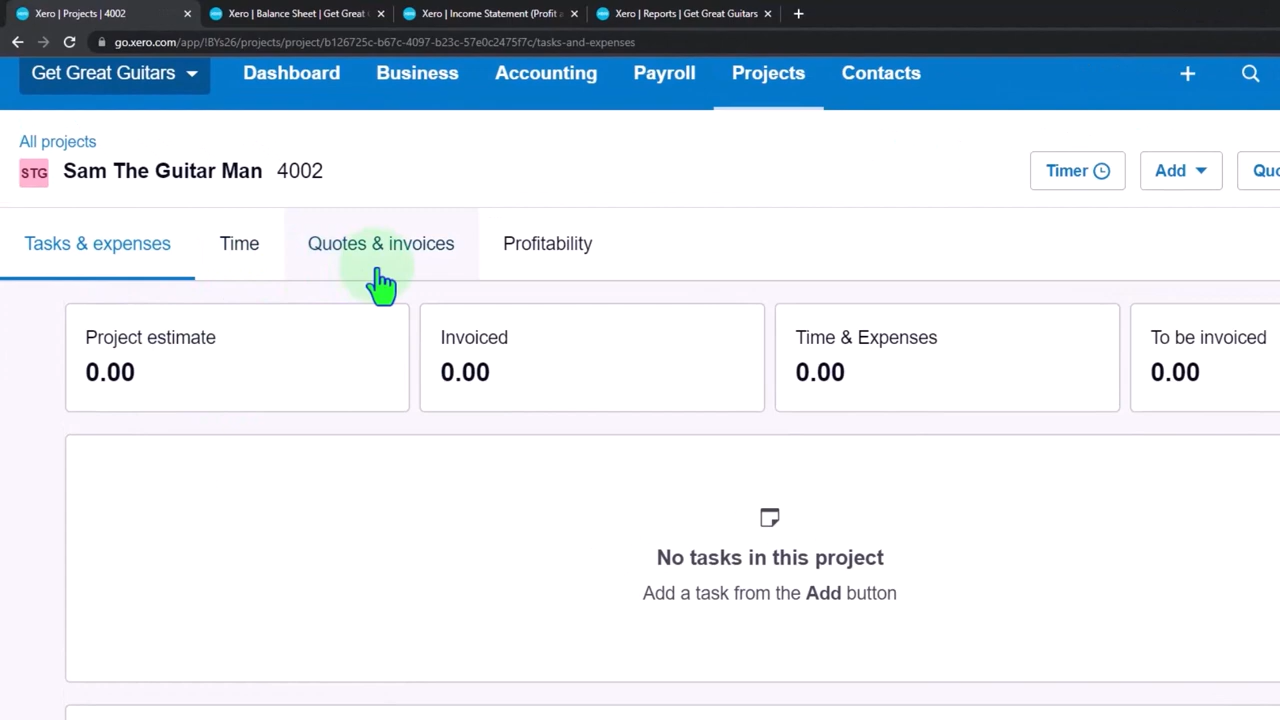 Xero | Projects | 4002
Xero | Balance Sheet | Get Great
Xero | Income Statement (Profit
Xero | Reports | Get Great Guitars
go.xero.com/app/!BYs26/projects/project/b126725c-b67c-4097-b23c-57e0c2475f7c/tasks-and-expenses
Get Great Guitars Dashboard Business Accounting Payroll Projects Contacts
All projects
STG Sam The Guitar Man 4002
Timer Add Quo
Tasks & expenses Time Quotes & invoices Profitability
Project estimate Invoiced Time & Expenses To be invoiced
0.00 0.00 0.00 0.00
No tasks in this project
Add a task from the Add button